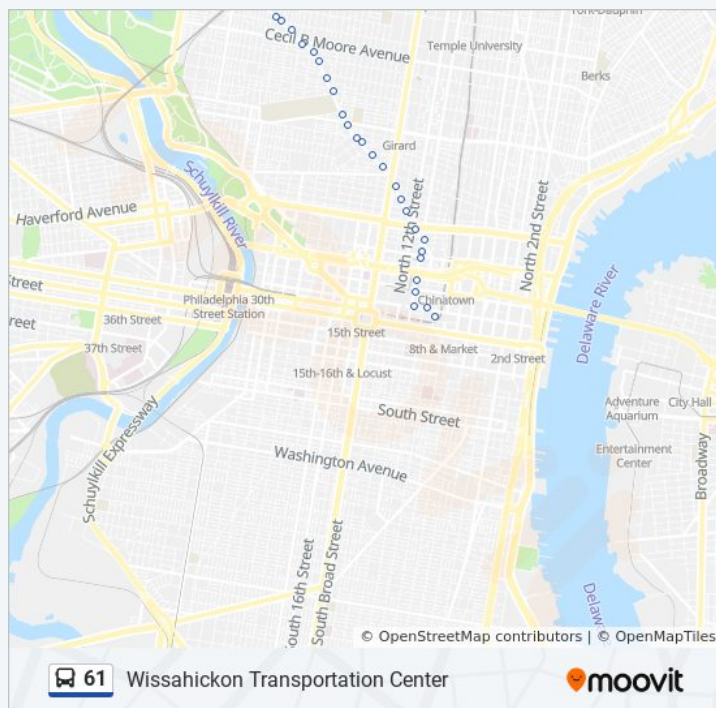 York-Dauphin
Cecil B Moore Avenue
Temple University
Berks
Girard
Schuylkill River
Haverford Avenue
North 12th Street
North 2nd Street
Delaware River
Street
Philadelphia 30th
Street Station
Chinatown
36th Street
15th Street
Street
37th Street
8th & Market
2nd Street
15th-16th & Locust
South Street
Adventure
Aquarium
City Hall
Entertainment
Center
Broadway
Schuylkill Expressway
Washington Avenue
South 16th Street
South Broad Street
Delawa
© OpenStreetMap contributors | © OpenMapTiles
61 Wissahickon Transportation Center
moovit